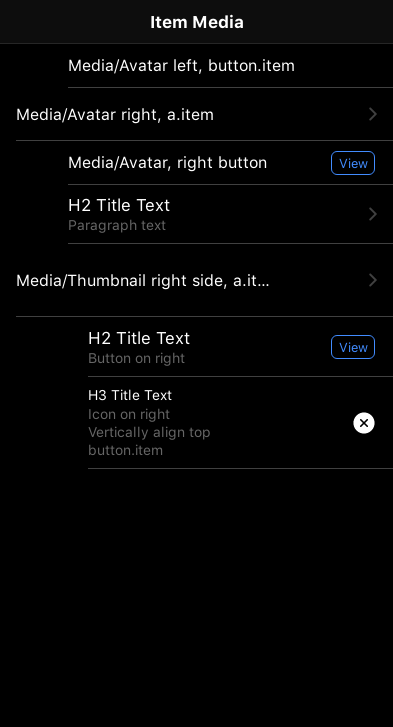 Item Media
Media/Avatar left, button.item
Media/Avatar right, a.item
Media/Avatar, right button
View
H2 Title Text
Paragraph text
Media/Thumbnail right side, a.it...
H2 Title Text
Button on right
View
H3 Title Text
Icon on right
Vertically align top
button.item